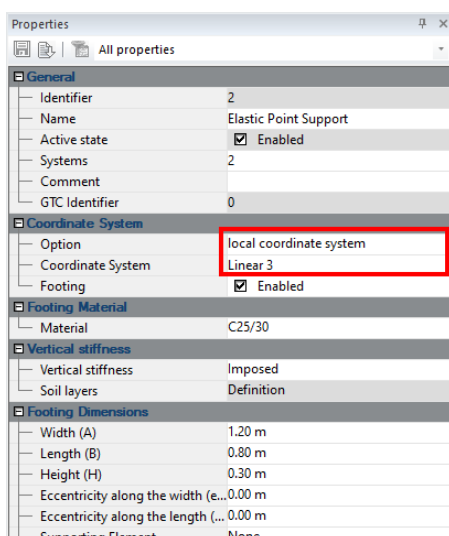 Properties
All properties
General
Identifier 2
Name Elastic Point Support
Active state Enabled
Systems 2
Comment
GTC Identifier 0
Coordinate System
Option local coordinate system
Coordinate System Linear 3
Footing Enabled
Footing Material
Material C25/30
Vertical stiffness
Vertical stiffness Imposed
Soil layers Definition
Footing Dimensions
Width (A) 1.20 m
Length (B) 0.80 m
Height (H) 0.30 m
Eccentricity along the width (e... 0.00 m
Eccentricity along the length (... 0.00 m
Supporting Element None